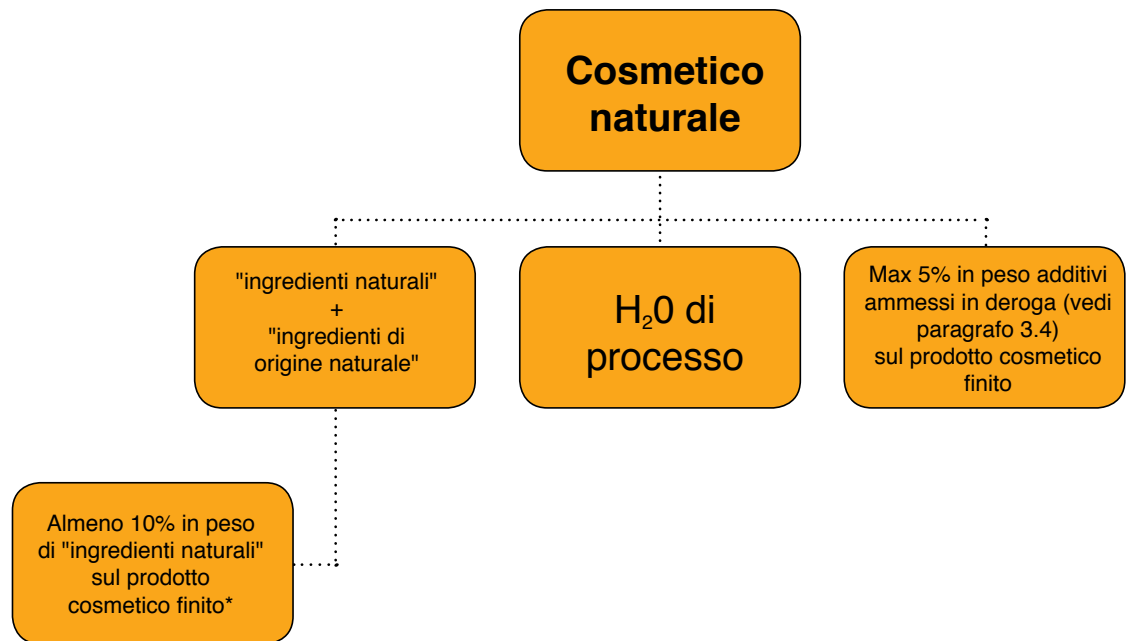 Cosmetico
naturale
"ingredienti naturali"
+
"ingredienti di
origine naturale"
H₂0 di
processo
Max 5% in peso additivi
ammessi in deroga (vedi
paragrafo 3.4)
sul prodotto cosmetico
finito
Almeno 10% in peso
di "ingredienti naturali"
sul prodotto
cosmetico finito*